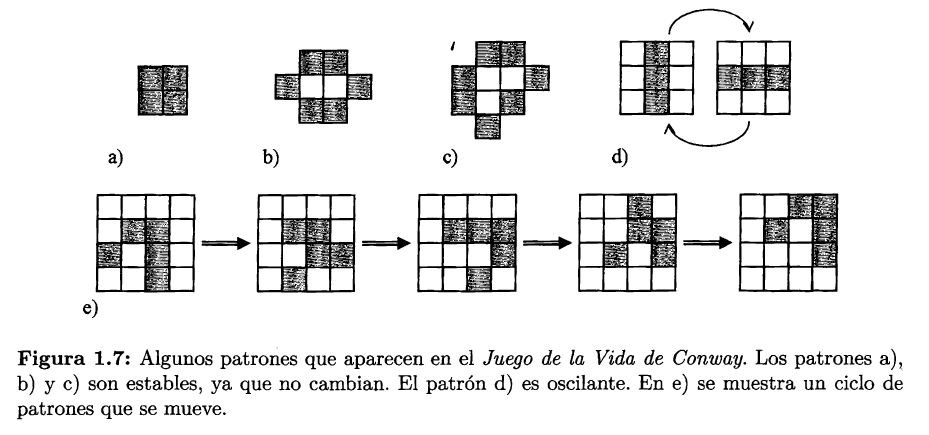 a)
b)
c)
d)
e)
Figura 1.7: Algunos patrones que aparecen en el Juego de la Vida de Conway. Los patrones a),
b) y c) son estables, ya que no cambian. El patrón d) es oscilante. En e) se muestra un ciclo de
patrones que se mueve.